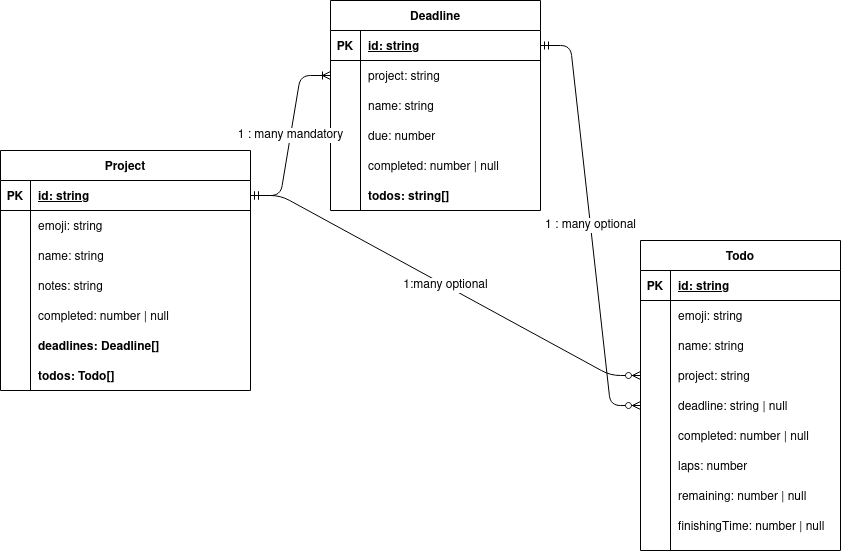 Deadline
PK id: string
project: string
name: string
due: number
completed: number | null
todos: string[]
1 : many mandatory
Project
PK id: string
emoji: string
name: string
notes: string
completed: number | null
deadlines: Deadline[]
todos: Todo[]
1 : many optional
1:many optional
Todo
PK id: string
emoji: string
name: string
project: string
deadline: string | null
completed: number | null
laps: number
remaining: number | null
finishingTime: number | null